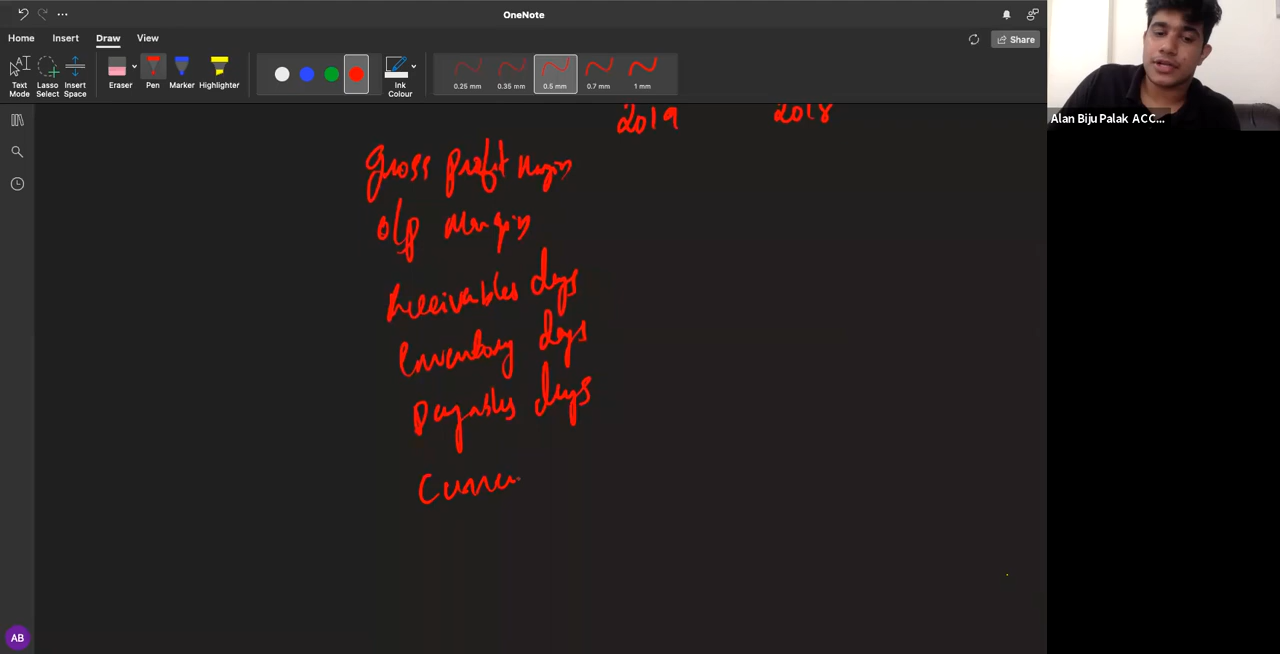 OneNote
Home Insert Draw View
Share
Text Mode
Lasso Select
Insert Space
Eraser
Pen
Marker
Highlighter
Ink Colour
0.25 mm
0.35 mm
0.5 mm
0.7 mm
1 mm
Alan Biju Palak ACC...
2019 2018
Gross Profit Margin
O/p Margin
Receivables days
Inventory days
Payables days
Curre
AB